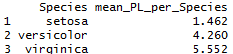 Species mean_PL_per_Species
1 setosa 1.462
2 versicolor 4.260
3 virginica 5.552